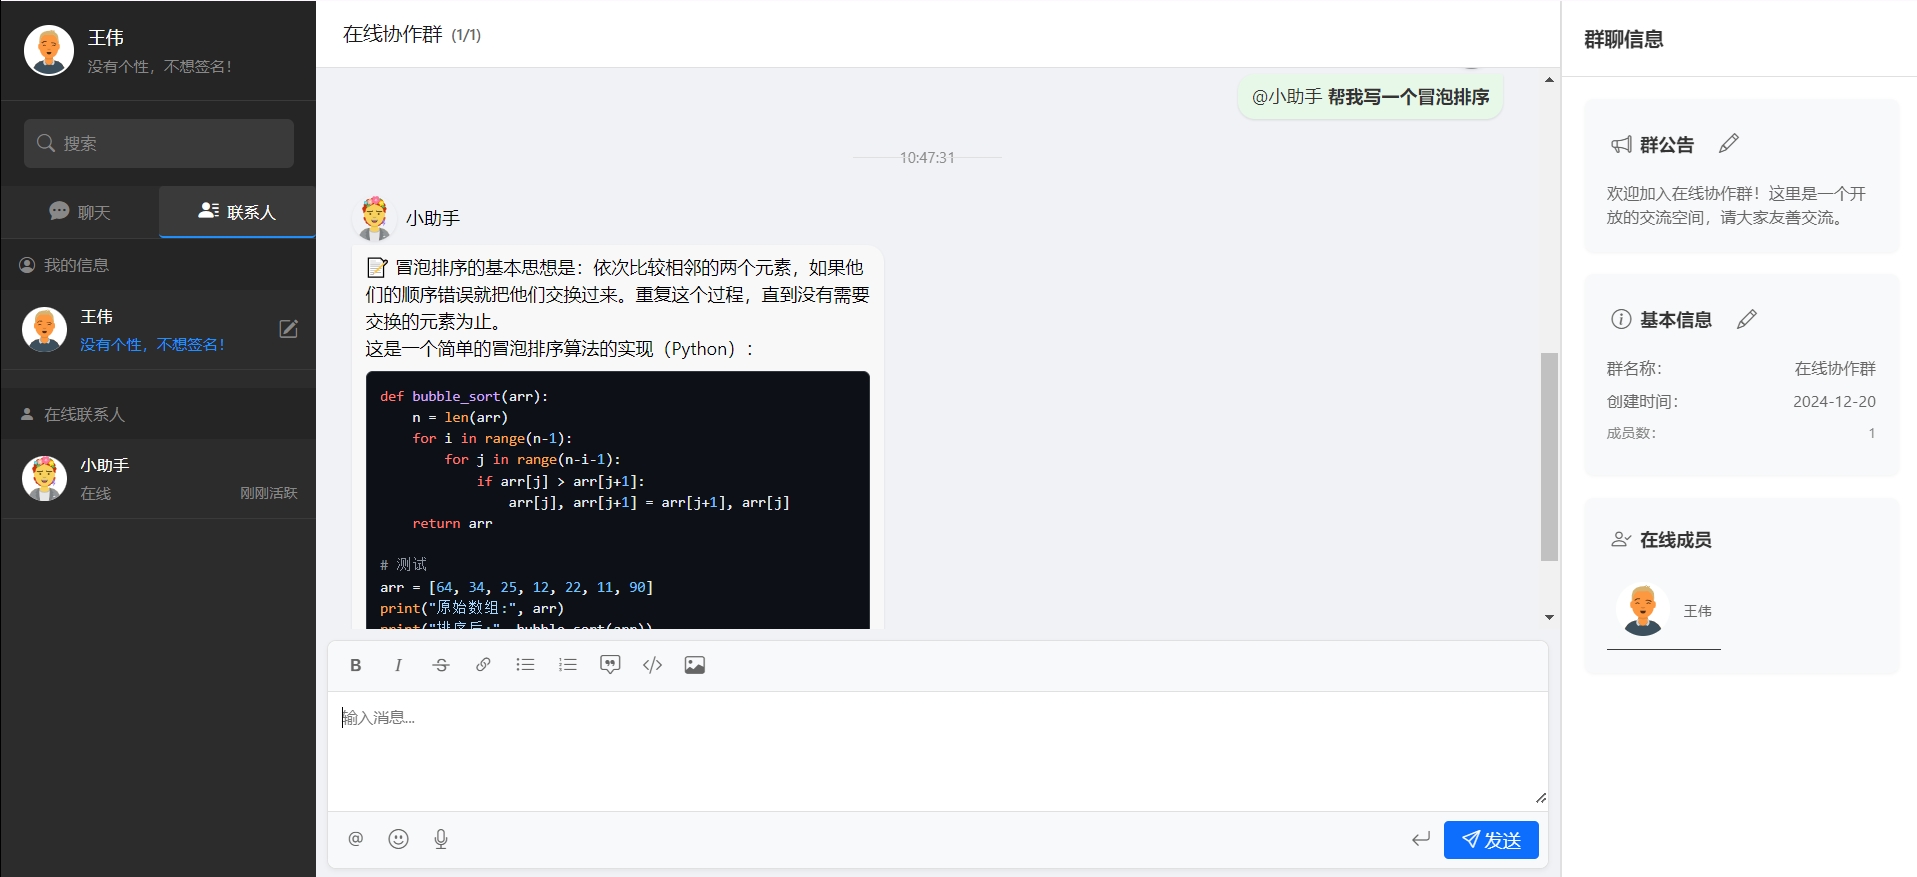 王伟
没有个性，不想签名！
搜索
聊天
联系人
我的信息
王伟
没有个性，不想签名！
在线联系人
小助手
在线
刚刚活跃
在线协作群 (1/1)
@小助手 帮我写一个冒泡排序
10:47:31
小助手
📝 冒泡排序的基本思想是：依次比较相邻的两个元素，如果他
们的顺序错误就把他们交换过来。重复这个过程，直到没有需要
交换的元素为止。
这是一个简单的冒泡排序算法的实现（Python）：
def bubble_sort(arr):
    n = len(arr)
    for i in range(n-1):
        for j in range(n-i-1):
            if arr[j] > arr[j+1]:
                arr[j], arr[j+1] = arr[j+1], arr[j]
    return arr
# 测试
arr = [64, 34, 25, 12, 22, 11, 90]
print("原始数组:", arr)
print("排序后:", bubble_sort(arr))
B I S
输入消息...
@
发送
群聊信息
群公告
欢迎加入在线协作群！这里是一个开
放的交流空间，请大家友善交流。
基本信息
群名称：
在线协作群
创建时间：
2024-12-20
成员数：
1
在线成员
王伟